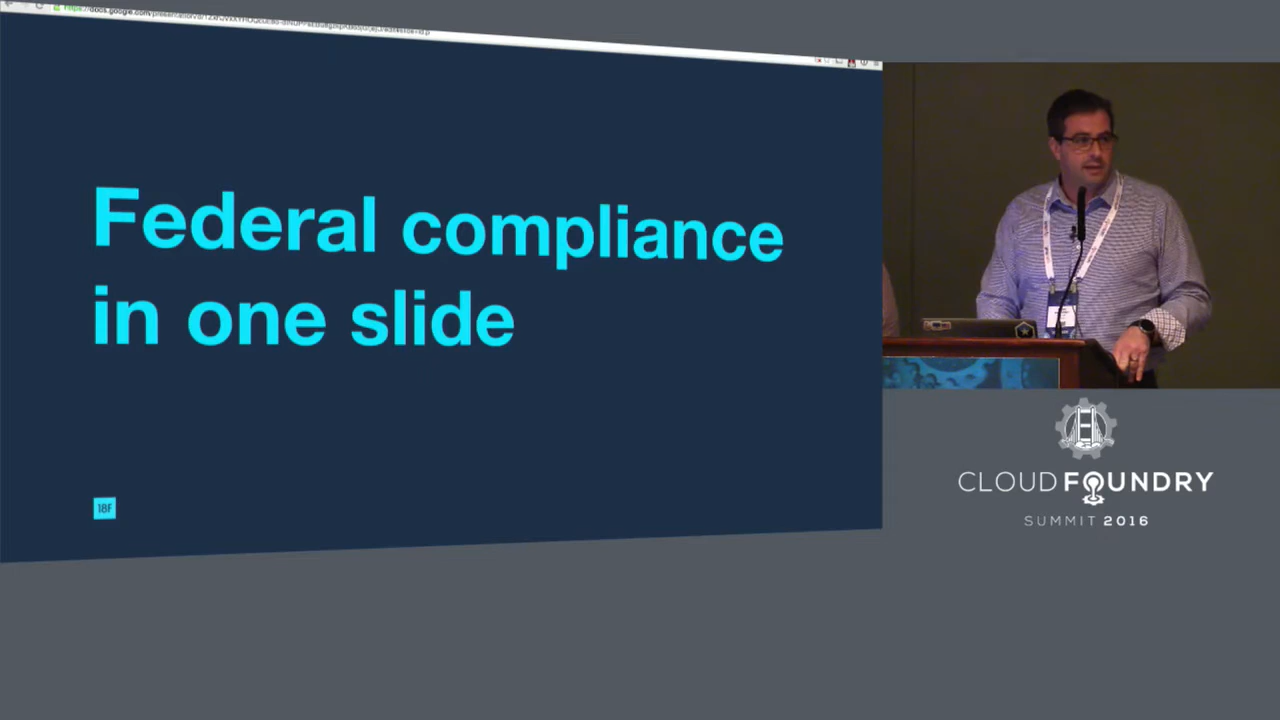 Federal compliance
in one slide
18F
CLOUD FOUNDRY
SUMMIT 2016